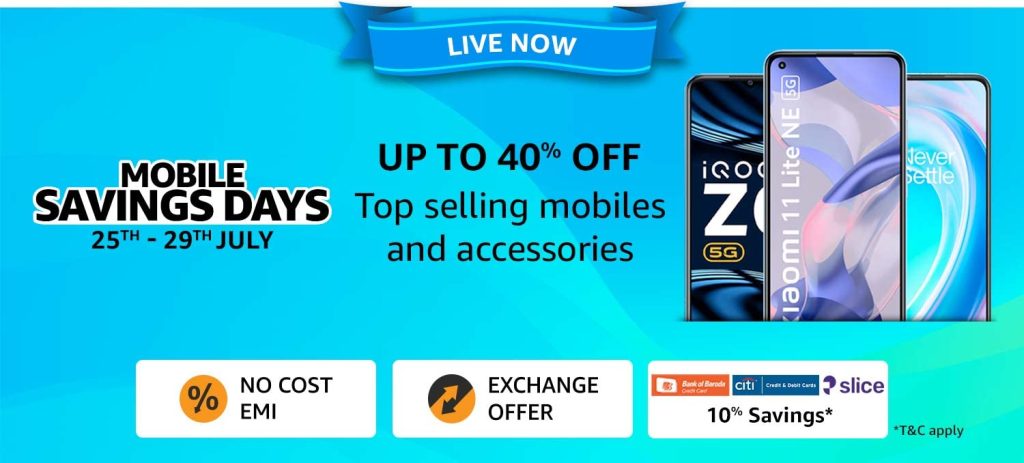 LIVE NOW
MOBILE
SAVINGS DAYS
25TH - 29TH JULY
UP TO 40% OFF
Top selling mobiles
and accessories
iQOO
5G
Xiaomi 11 Lite NE 5G
Never
Settle
NO COST
EMI
EXCHANGE
OFFER
Bank of Baroda
Credit Card
citi
Credit & Debit Cards
slice
10% Savings*
*T&C apply